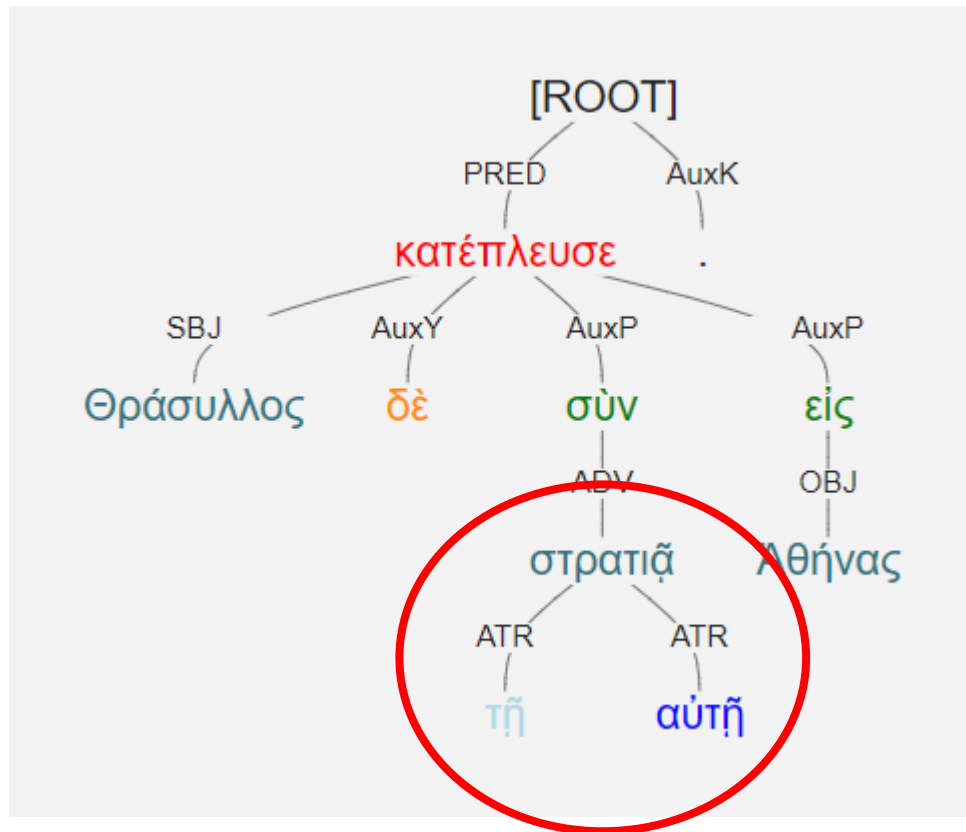 [ROOT]
PRED AuxK
κατέπλευσε .
SBJ AuxY AuxP AuxP
Θράσυλλος δὲ σὺν εἰς
ADV OBJ
στρατιᾷ Ἀθήνας
ATR ATR
τῇ αὐτῇ